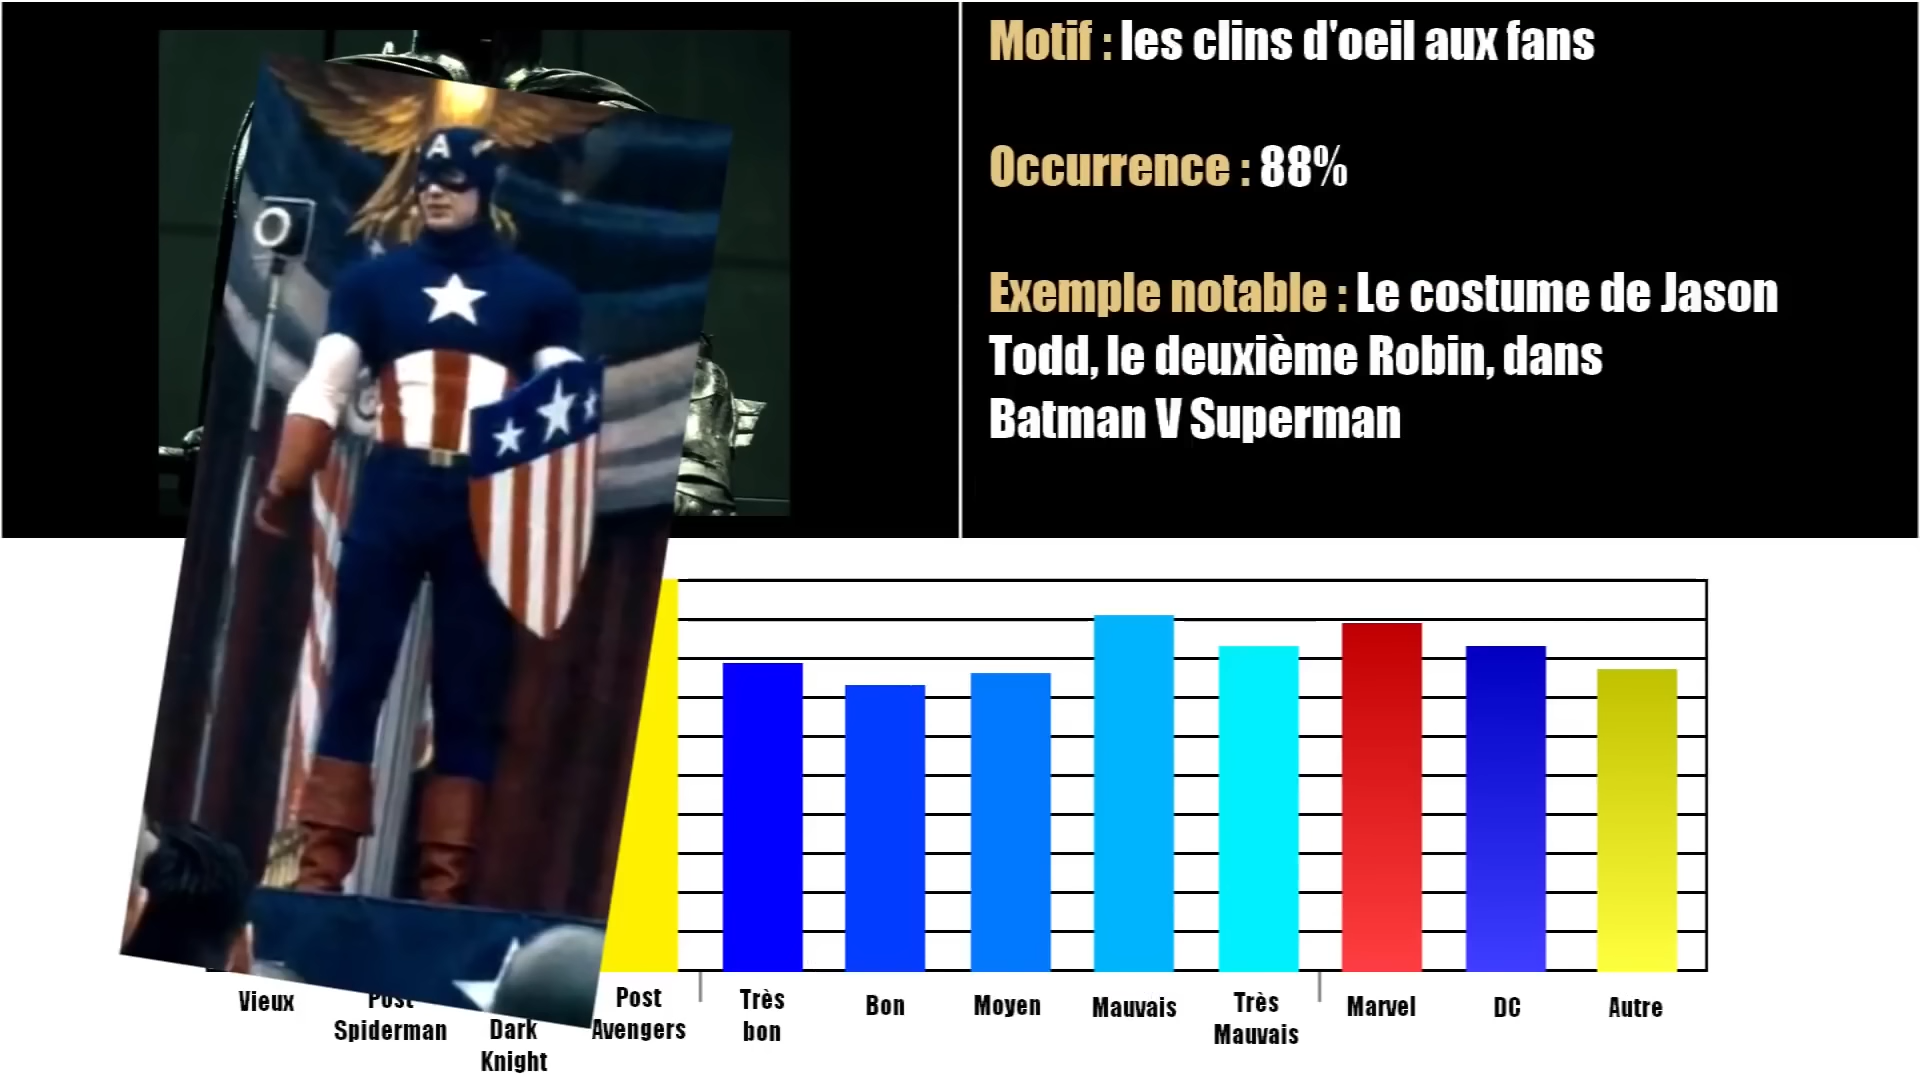 Motif : les clins d'oeil aux fans
Occurrence : 88%
Exemple notable : Le costume de Jason
Todd, le deuxième Robin, dans
Batman V Superman
A
Vieux
Post
Spiderman
Dark
Knight
Post
Avengers
Très
bon
Bon
Moyen
Mauvais
Très
Mauvais
Marvel
DC
Autre